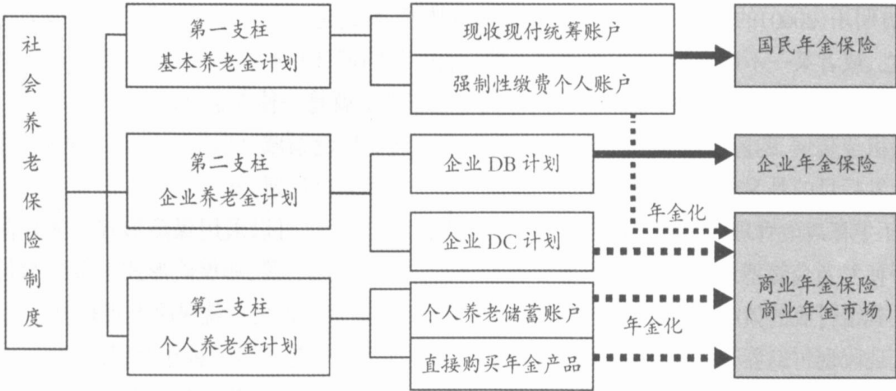 社会养老保险制度
第一支柱
基本养老金计划
现收现付统筹账户
强制性缴费个人账户
国民年金保险
第二支柱
企业养老金计划
企业 DB 计划
企业 DC 计划
企业年金保险
年金化
第三支柱
个人养老金计划
个人养老储蓄账户
直接购买年金产品
年金化
商业年金保险
（商业年金市场）